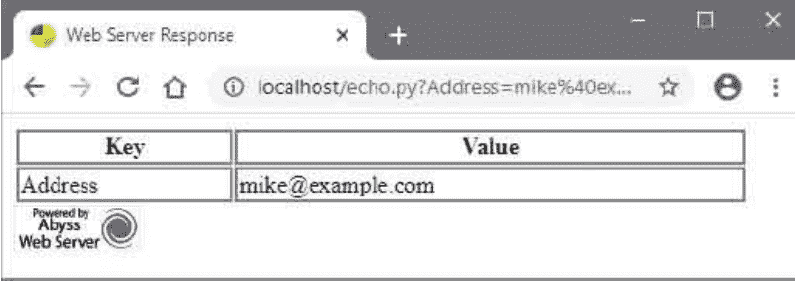 Web Server Response
localhost/echo.py?Address=mike%40ex...
Key Value
Address mike@example.com
Powered by
Abyss
Web Server